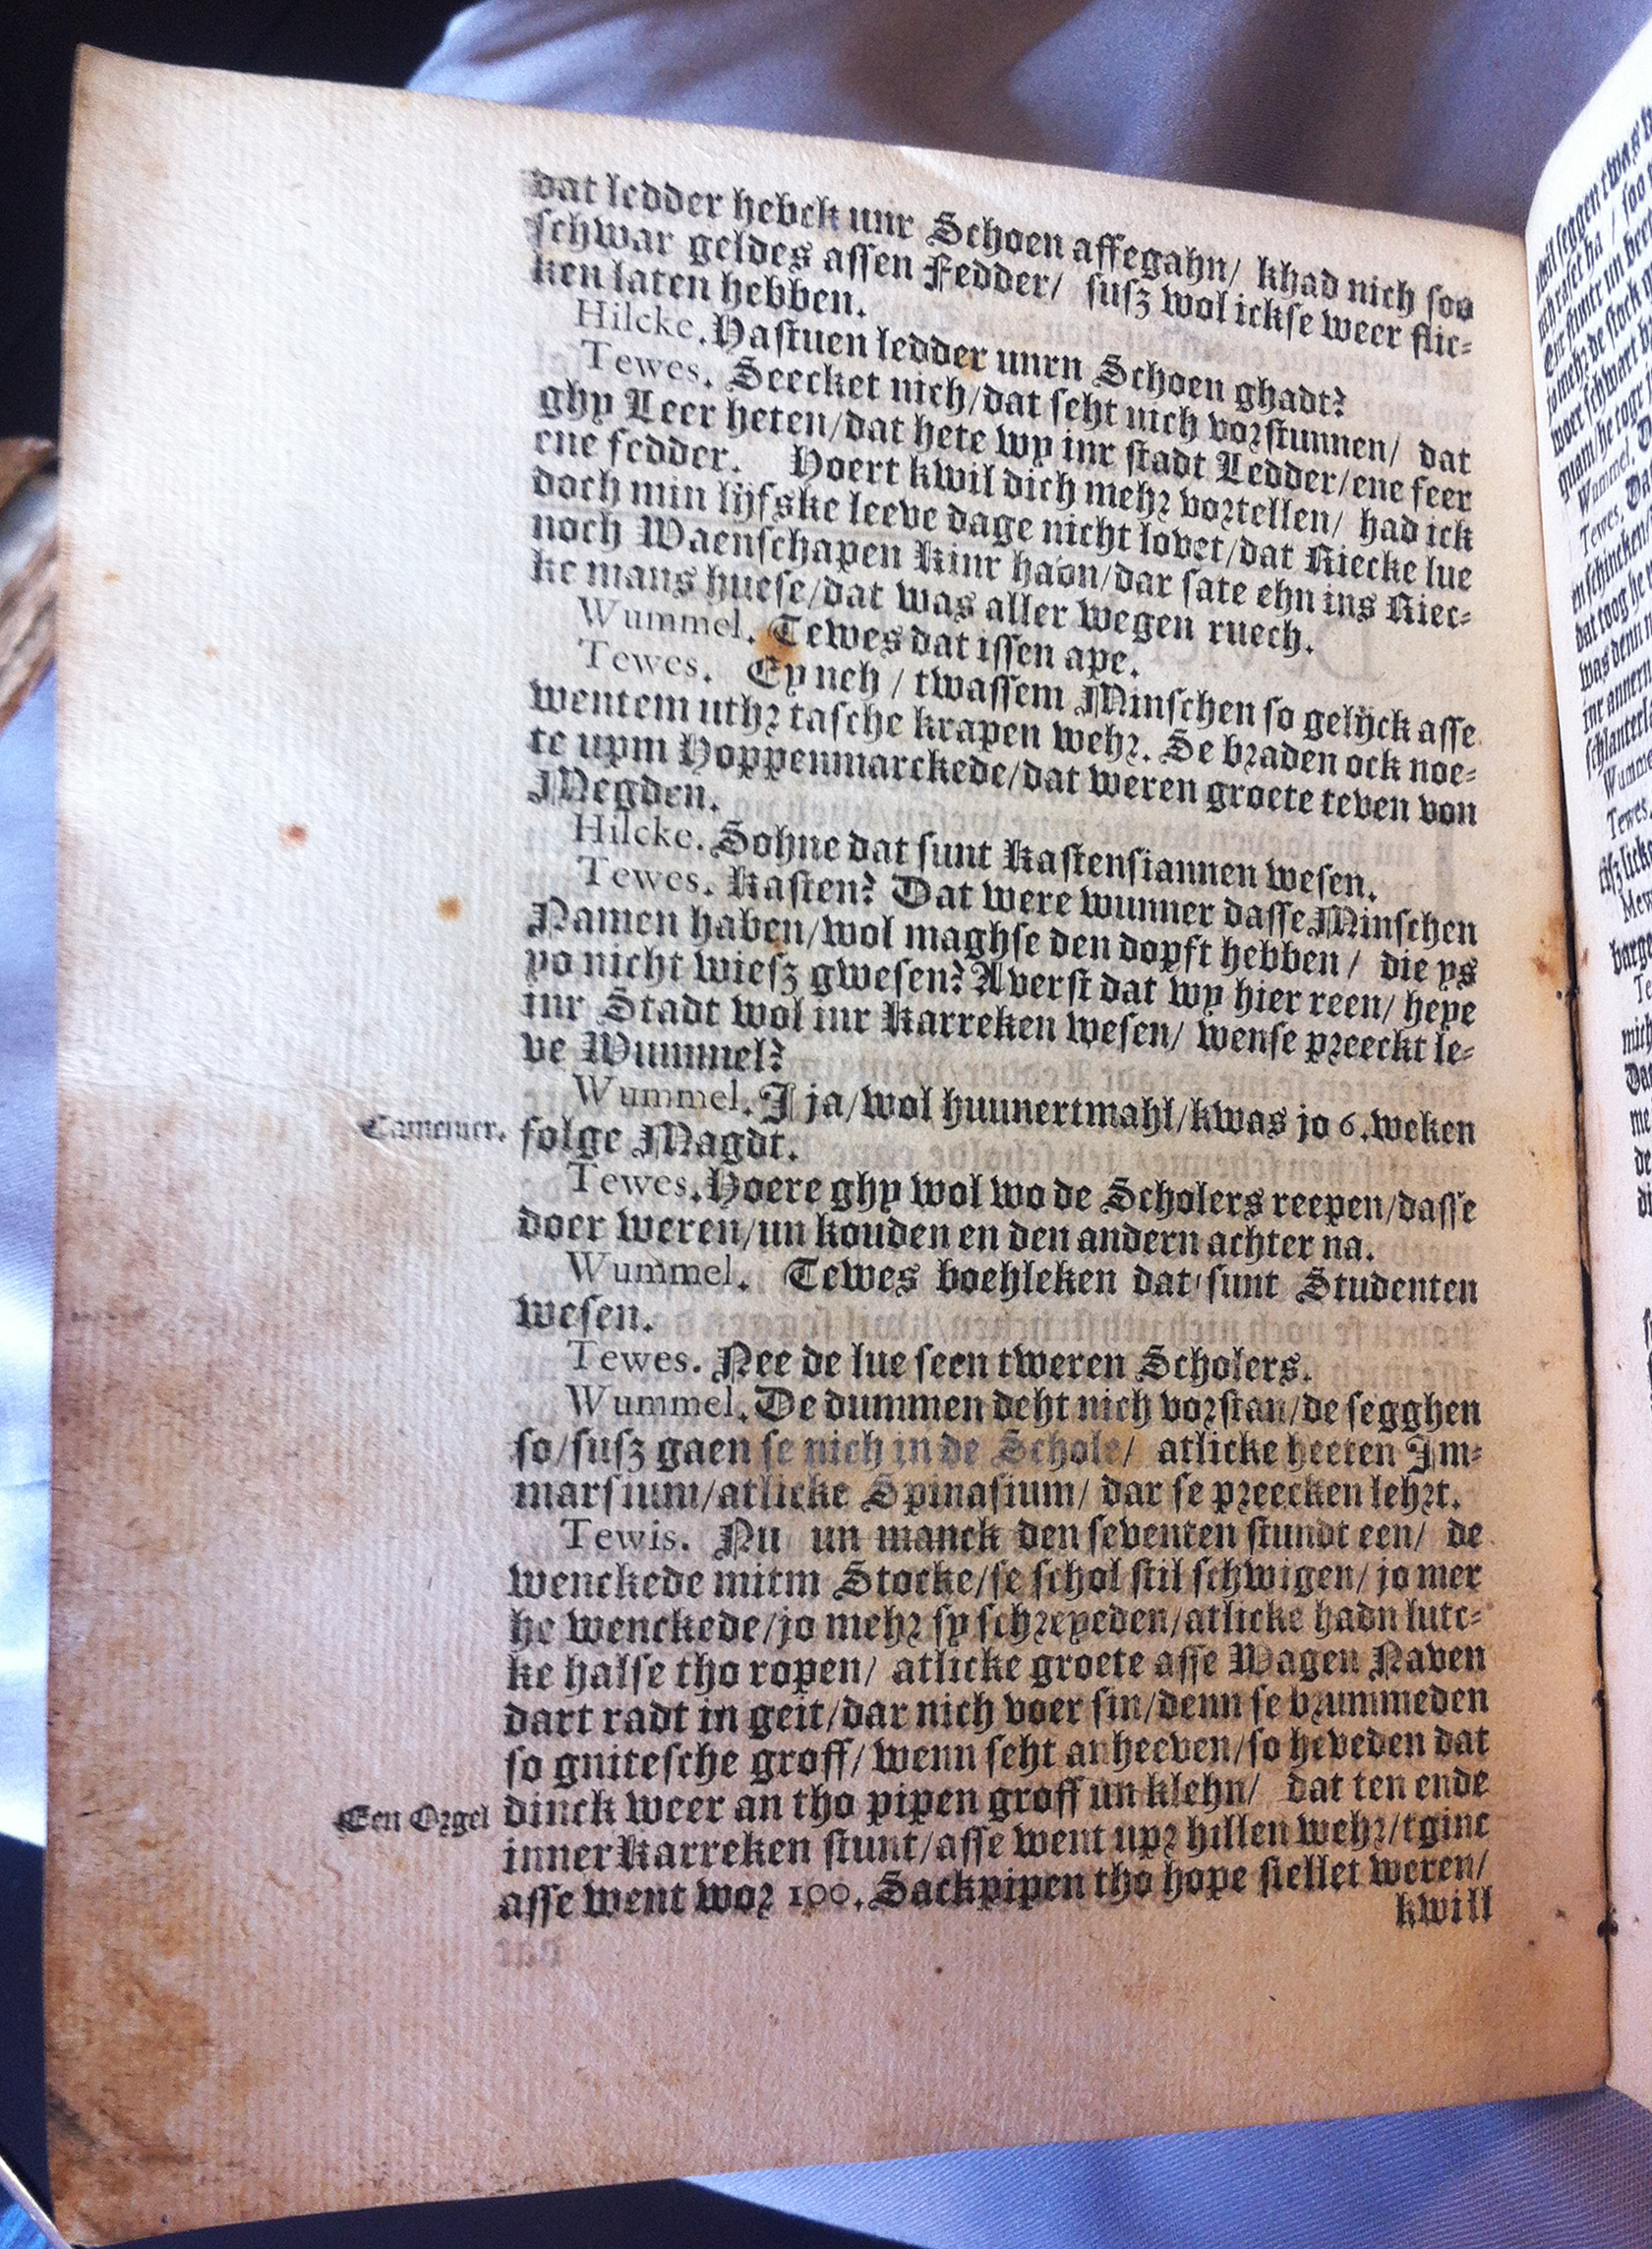 dat ledder hebck unr Schoen affegahn/ khad nich soo
schwar geldes assen Fedder/ susz wol ickse weer flic⸗
ken laten hebben.
Hilcke. Hastuen ledder unrn Schoen ghadt?
Tewes. Seecket nich/dat seht nich vorstunnen/ dat
ghy Leer heten/dat hete wy inr stadt Ledder/ene feer
ene fedder. Hoert kwil dich mehr vortellen/ had ick
doch min lijfske leeve dage nicht lovet/dat Riecke lue
noch Waenschapen Kinr hadn/dar sate ehn ins Riec⸗
ke mans huese/dat was aller wegen ruech.
Wummel. Tewes dat issen ape.
Tewes. Ey neh / twassem Minschen so gelijck asse
wentem uthr tasche krapen wehr. Se braden ock noe⸗
te upm Hoppenmarckede/dat weren groete teven von
Megden.
Hilcke. Sohne dat sunt Kastensiannen wesen.
Tewes. Kasten? Dat were wunner dasse Minschen
Namen haben/wol maghse den dopft hebben / die ys
yo nicht wiesz gwesen? Averst dat wy hier reen/ heye
inr Stadt wol inr Karreken wesen/ wense preeckt le⸗
ve Wummel?
Wummel. J ja/wol huunertmahl/kwas jo 6.weken
Camemer. folge Magdt.
Tewes. Hoere ghy wol wo de Scholers reepen/dasse
doer weren/un kouden en den andern achter na.
Wummel. Tewes boehleken dat sunt Studenten
wesen.
Tewes. Nee de lue seen tweren Scholers.
Wummel. De dummen deht nich vorstan/de segghen
so/susz gaen se nich in de Schole/ atlicke heeten Im⸗
marsium/atlicke Spinasium/ dar se preecken lehrt.
Tewis. Nu un manck den seventen stundt een/ de
wenckede mitm Stocke/se schol stil schwigen/ jo mer
he wenckede/jo mehr sy schreyeden/atlicke hadn lutc⸗
ke halse tho ropen/ atlicke groete asse Wagen Naven
dart radt in geit/dar nich voer sin/denn se brummeden
so gnitesche groff/ wenn seht anheeven/so heveden dat
Een Orgel dinck weer an tho pipen groff un klehn/ dat ten ende
inner Karreken stunt/asse went upr hillen wehr/tginc
asse went wor 100. Sackpipen tho hope stellet weren/
kwill